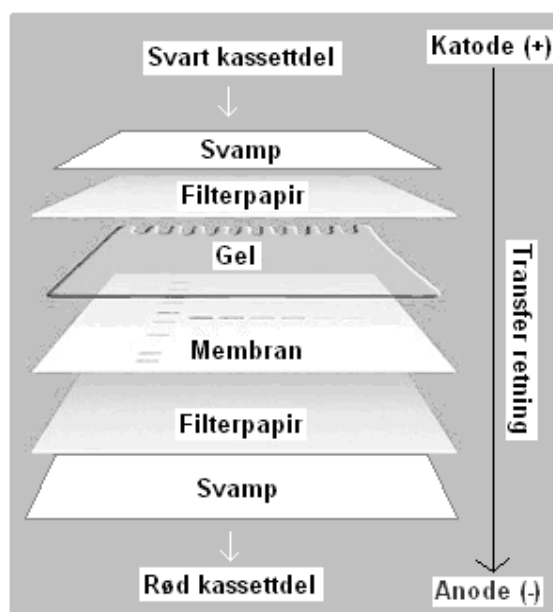 Svart kassettdel
Katode (+)
Svamp
Filterpapir
Gel
Membran
Filterpapir
Svamp
Transfer retning
Rød kassettdel
Anode (-)